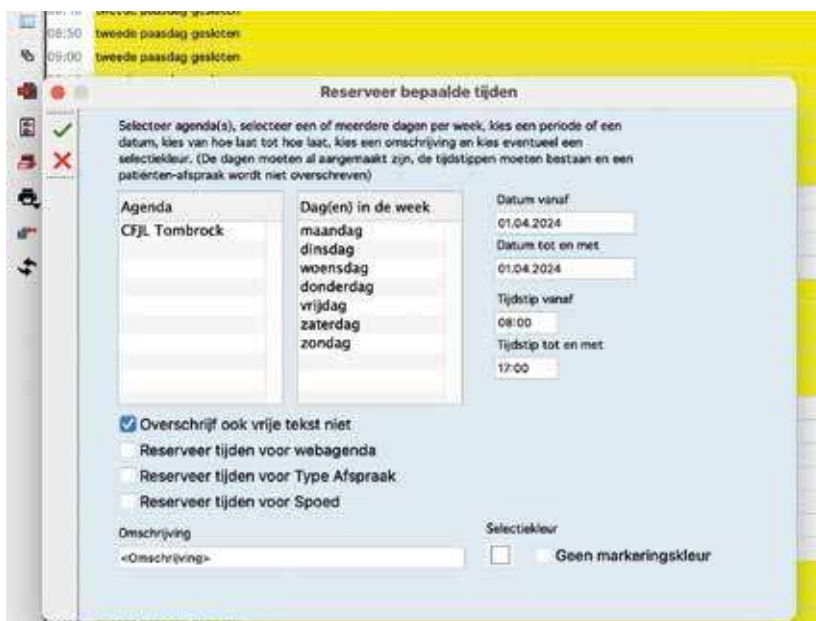 08:50 tweede paasdag gesloten
09:00 tweede paasdag gesloten
Reserveer bepaalde tijden
Selecteer agenda(s), selecteer een of meerdere dagen per week, kies een periode of een
datum, kies van hoe laat tot hoe laat, kies een omschrijving en kies eventueel een
selectiekleur. (De dagen moeten al aangemaakt zijn, de tijdstippen moeten bestaan en een
patiënten-afspraak wordt niet overschreven)
Agenda
CFJL Tombrock
Dag(en) in de week
maandag
dinsdag
woensdag
donderdag
vrijdag
zaterdag
zondag
Datum vanaf
01.04.2024
Datum tot en met
01.04.2024
Tijdstip vanaf
08:00
Tijdstip tot en met
17:00
Overschrijf ook vrije tekst niet
Reserveer tijden voor webagenda
Reserveer tijden voor Type Afspraak
Reserveer tijden voor Spoed
Omschrijving
<Omschrijving>
Selectiekleur
Geen markeringskleur